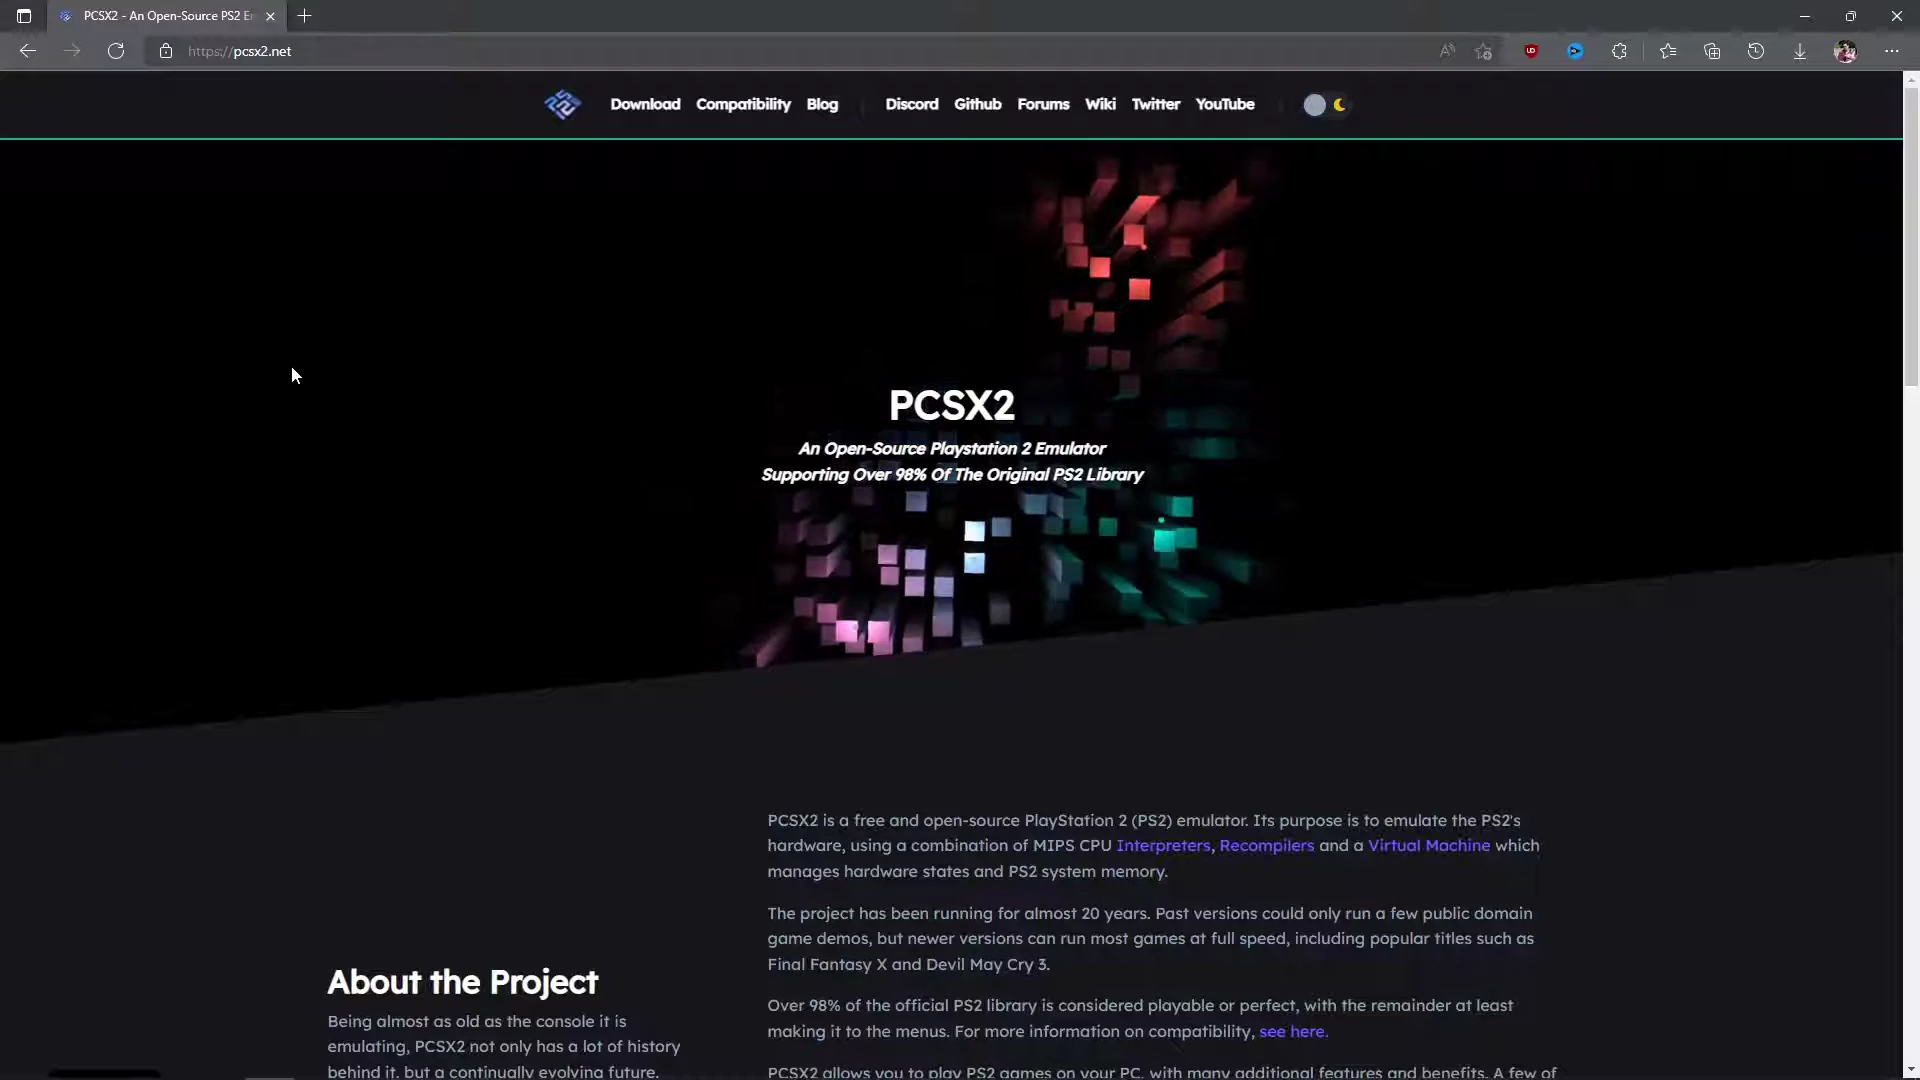 PCSX2 - An Open-Source PS2 E
https://pcsx2.net
Download Compatibility Blog Discord Github Forums Wiki Twitter YouTube
PCSX2
An Open-Source Playstation 2 Emulator
Supporting Over 98% Of The Original PS2 Library
PCSX2 is a free and open-source PlayStation 2 (PS2) emulator. Its purpose is to emulate the PS2's
hardware, using a combination of MIPS CPU Interpreters, Recompilers and a Virtual Machine which
manages hardware states and PS2 system memory.
The project has been running for almost 20 years. Past versions could only run a few public domain
game demos, but newer versions can run most games at full speed, including popular titles such as
Final Fantasy X and Devil May Cry 3.
Over 98% of the official PS2 library is considered playable or perfect, with the remainder at least
making it to the menus. For more information on compatibility, see here.
PCSX2 allows you to play PS2 games on your PC, with many additional features and benefits. A few of
About the Project
Being almost as old as the console it is
emulating, PCSX2 not only has a lot of history
behind it, but a continually evolving future.